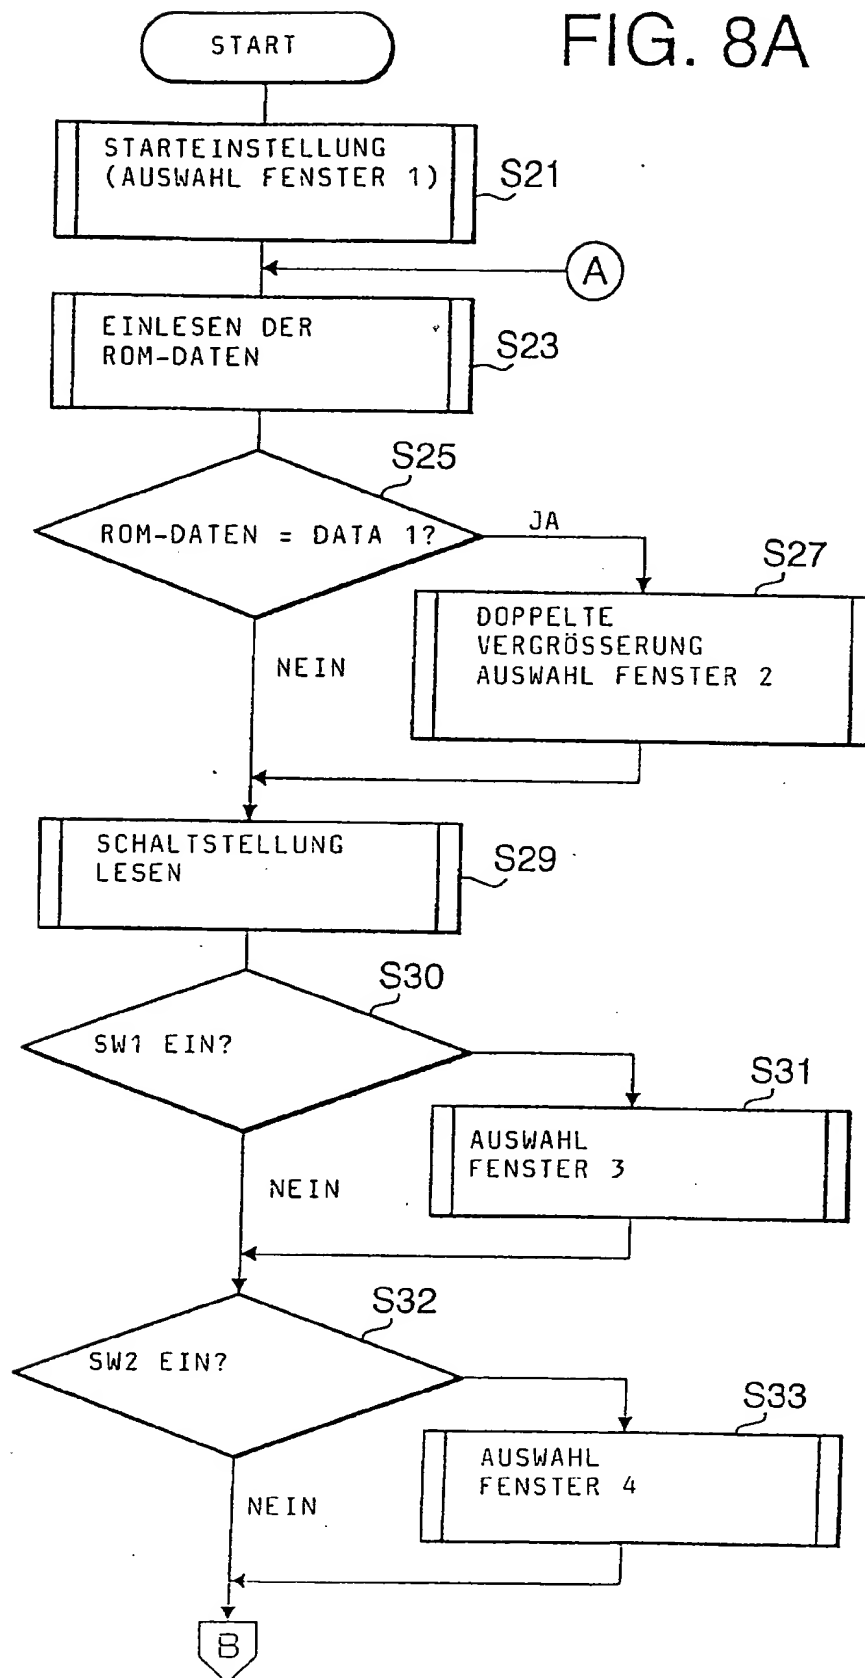 FIG. 8A
START
STARTEINSTELLUNG
(AUSWAHL FENSTER 1)
S21
A
EINLESEN DER
ROM-DATEN
S23
S25
ROM-DATEN = DATA 1?
JA
S27
DOPPELTE
VERGRÖSSERUNG
AUSWAHL FENSTER 2
NEIN
SCHALTSTELLUNG
LESEN
S29
S30
SW1 EIN?
S31
AUSWAHL
FENSTER 3
NEIN
S32
SW2 EIN?
S33
AUSWAHL
FENSTER 4
NEIN
B